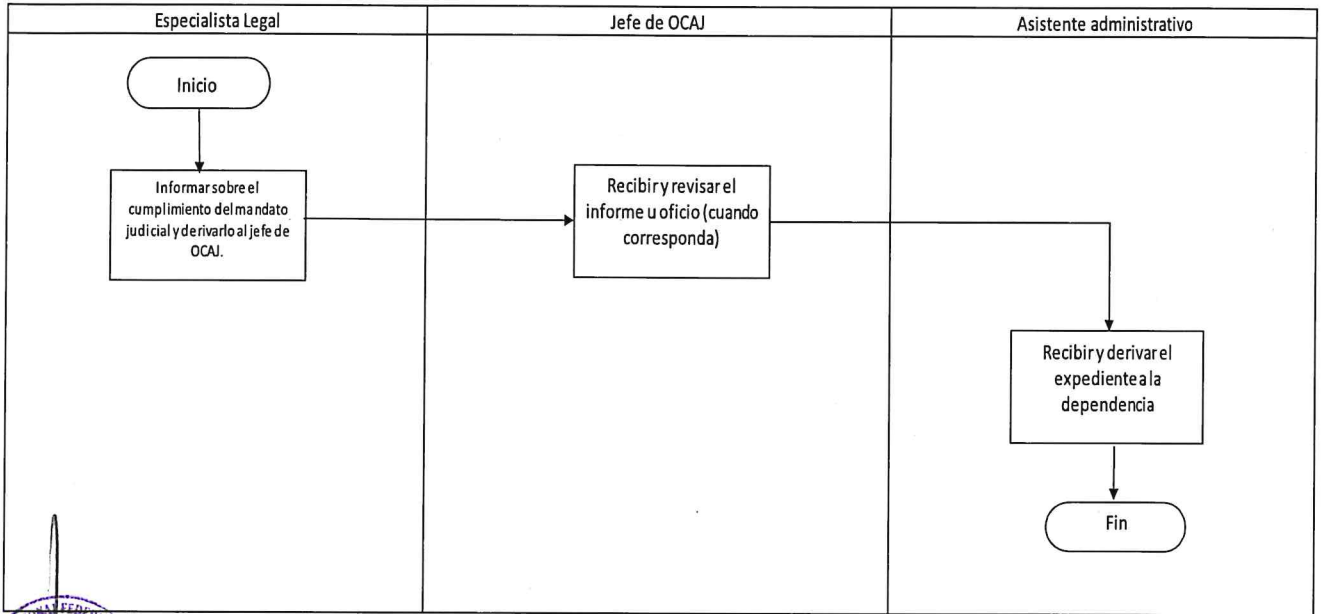 Especialista Legal
Jefe de OCAJ
Asistente administrativo
Inicio
Informar sobre el
cumplimiento del mandato
judicial y derivarlo al jefe de
OCAJ.
Recibir y revisar el
informe u oficio (cuando
corresponda)
Recibir y derivar el
expediente a la
dependencia
Fin